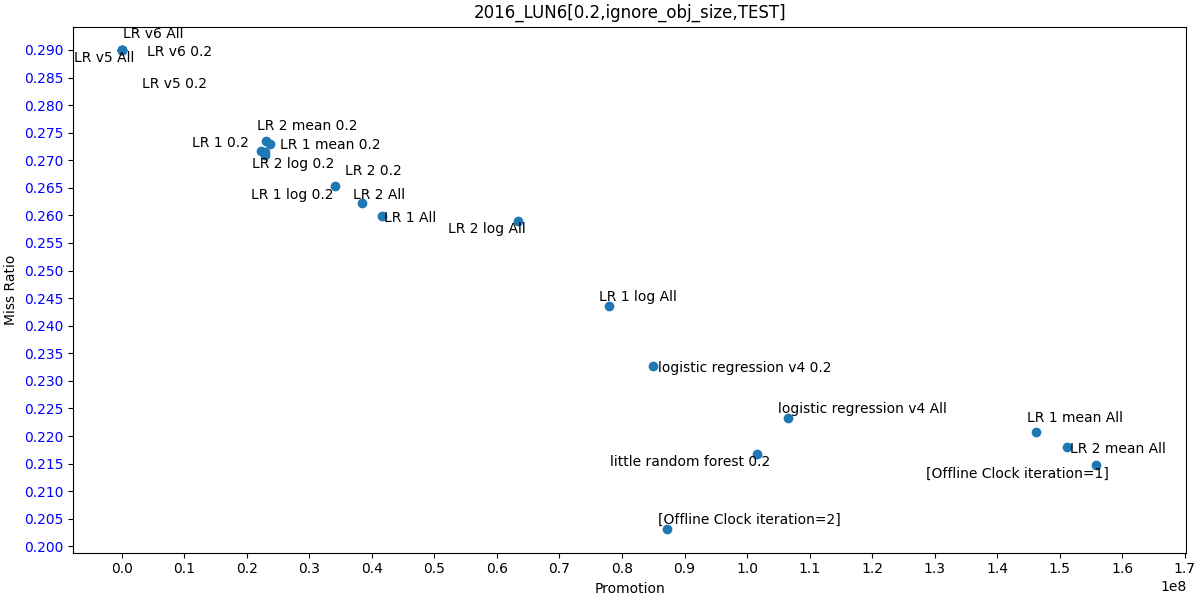 2016_LUN6[0.2,ignore_obj_size,TEST]
LR v6 All
LR v6 0.2
LR v5 All
LR v5 0.2
LR 2 mean 0.2
LR 1 0.2
LR 1 mean 0.2
LR 2 log 0.2
LR 2 0.2
LR 1 log 0.2
LR 2 All
LR 1 All
LR 2 log All
LR 1 log All
logistic regression v4 0.2
logistic regression v4 All
LR 1 mean All
LR 2 mean All
little random forest 0.2
[Offline Clock iteration=1]
[Offline Clock iteration=2]
0.290
0.285
0.280
0.275
0.270
0.265
0.260
0.255
0.250
0.245
0.240
0.235
0.230
0.225
0.220
0.215
0.210
0.205
0.200
Miss Ratio
0.0 0.1 0.2 0.3 0.4 0.5 0.6 0.7 0.8 0.9 1.0 1.1 1.2 1.3 1.4 1.5 1.6 1.7
1e8
Promotion